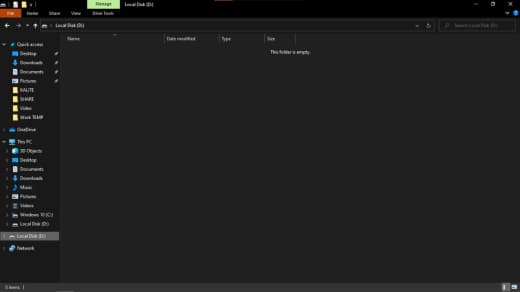 Manage
Local Disk (D:)
File
Home
Share
View
Drive Tools
Local Disk (D:)
Search Local Disk (D:)
Name
Date modified
Type
Size
This folder is empty.
Quick access
Desktop
Downloads
Documents
Pictures
KALITE
SHARE
Video
Work TEMP
OneDrive
This PC
3D Objects
Desktop
Documents
Downloads
Music
Pictures
Videos
Windows 10 (C:)
Local Disk (D:)
Local Disk (D:)
Network
0 items